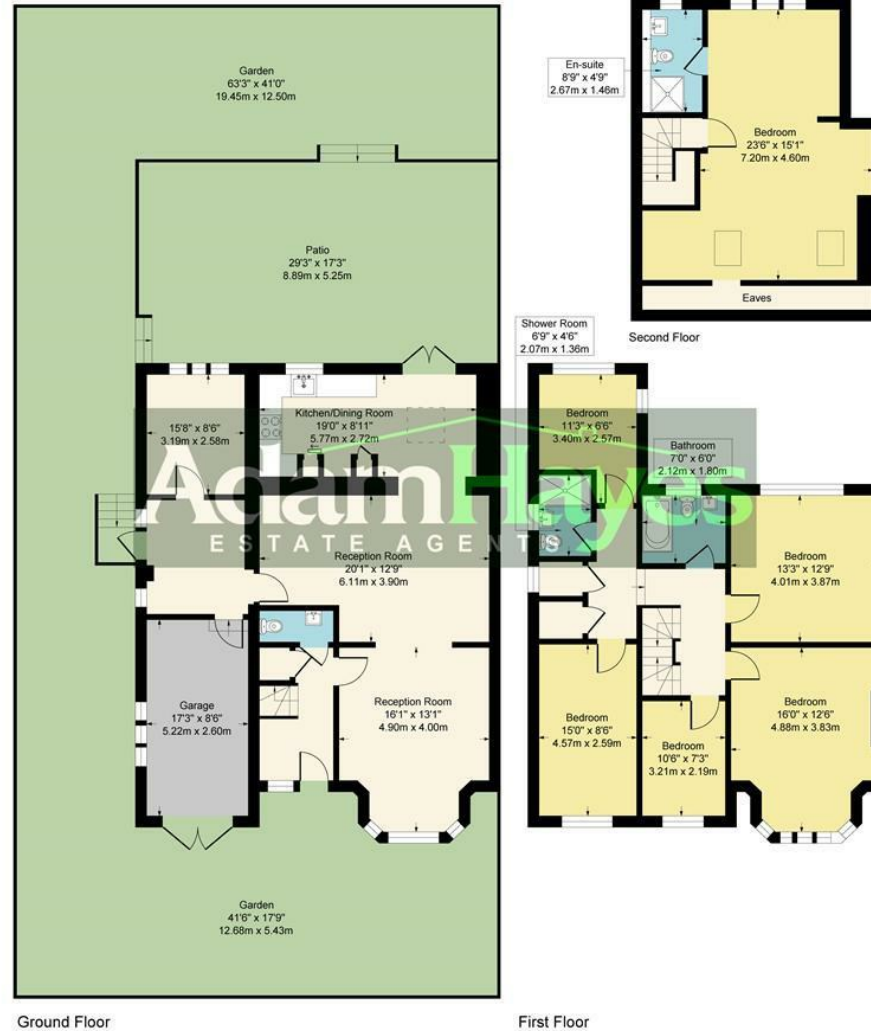 Garden
63'3" x 41'0"
19.45m x 12.50m
Patio
29'3" x 17'3"
8.89m x 5.25m
15'8" x 8'6"
3.19m x 2.58m
Kitchen/Dining Room
19'0" x 8'11"
5.77m x 2.72m
Reception Room
20'1" x 12'9"
6.11m x 3.90m
Garage
17'3" x 8'6"
5.22m x 2.60m
Reception Room
16'1" x 13'1"
4.90m x 4.00m
Garden
41'6" x 17'9"
12.68m x 5.43m
Ground Floor
En-suite
8'9" x 4'9"
2.67m x 1.46m
Bedroom
23'6" x 15'1"
7.20m x 4.60m
Eaves
Second Floor
Shower Room
6'9" x 4'6"
2.07m x 1.36m
Bedroom
11'3" x 6'6"
3.40m x 2.57m
Bathroom
7'0" x 6'0"
2.12m x 1.80m
Bedroom
13'3" x 12'9"
4.01m x 3.87m
Bedroom
15'0" x 8'6"
4.57m x 2.59m
Bedroom
10'6" x 7'3"
3.21m x 2.19m
Bedroom
16'0" x 12'6"
4.88m x 3.83m
First Floor
AdamHayes
ESTATE AGENTS